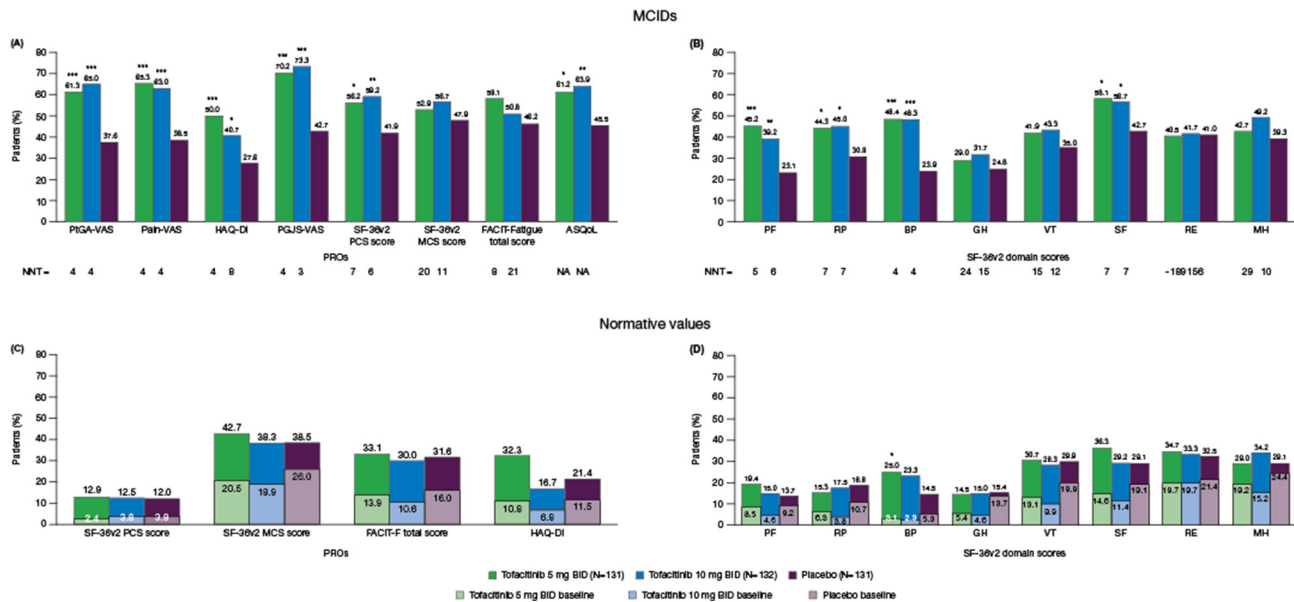 MCIDs
(A)
80
70
60
50
40
30
20
10
0
Patients (%)
*** *** *** *** *** * *** *** * ** * **
61.3 65.0 37.6
65.3 63.0 38.5
50.0 40.7 27.8
70.2 73.3 42.7
56.2 59.2 41.9
52.9 56.7 47.9
58.1 50.8 46.2
61.2 63.9 45.5
PtGA-VAS Pain-VAS HAQ-DI PGJS-VAS SF-36v2 PCS score SF-36v2 MCS score FACIT-Fatigue total score ASQoL
PROs
NNT= 4 4 4 4 4 8 4 3 7 6 20 11 8 21 NA NA
(B)
80
70
60
50
40
30
20
10
0
Patients (%)
*** ** * * *** *** * *
45.2 39.2 23.1
44.3 45.0 30.8
48.4 48.3 23.9
29.0 31.7 24.8
41.9 43.3 35.0
58.1 56.7 42.7
40.5 41.7 41.0
42.7 49.2 39.3
PF RP BP GH VT SF RE MH
SF-36v2 domain scores
NNT= 5 6 7 7 4 4 24 15 15 12 7 7 -189 156 29 10
Normative values
(C)
80
70
60
50
40
30
20
10
0
Patients (%)
12.9 12.5 12.0
2.4 3.8 3.8
42.7 38.3 38.5
20.5 18.9 26.0
33.1 30.0 31.6
13.8 10.6 16.0
32.3 16.7 21.4
10.8 6.8 11.5
SF-36v2 PCS score SF-36v2 MCS score FACIT-F total score HAQ-DI
PROs
(D)
80
70
60
50
40
30
20
10
0
Patients (%)
19.4 15.0 13.7
8.5 4.6 9.2
15.3 17.5 18.8
6.3 3.8 10.7
*
25.0 23.3 14.5
3.1 2.3 5.3
14.5 15.0 15.4
5.4 4.6 13.7
30.7 28.3 29.9
13.1 9.9 19.9
36.3 29.2 29.1
14.6 11.4 19.1
34.7 33.3 32.5
19.7 19.7 21.4
29.0 34.2 29.1
19.2 15.2 24.4
PF RP BP GH VT SF RE MH
SF-36v2 domain scores
Tofacitinib 5 mg BID (N=131) Tofacitinib 10 mg BID (N=132) Placebo (N=131)
Tofacitinib 5 mg BID baseline Tofacitinib 10 mg BID baseline Placebo baseline